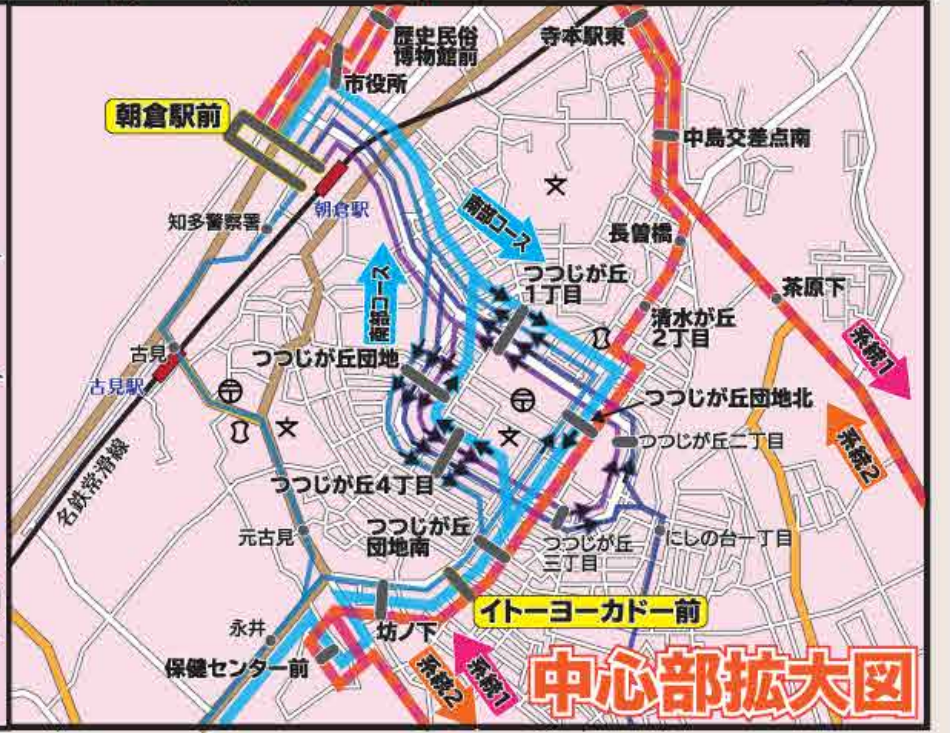 歴史民俗
博物館前
寺本駅東
市役所
朝倉駅前
中島交差点南
朝倉駅
知多警察署
南部コース
長曽橋
つつじが丘
1丁目
茶原下
南部コース
清水が丘
2丁目
古見
つつじが丘団地
系統1
古見駅
つつじが丘団地北
系統2
つつじが丘二丁目
名鉄常滑線
つつじが丘4丁目
つつじが丘
団地南
元古見
つつじが丘
三丁目
にしの台一丁目
イトーヨーカドー前
永井
坊ノ下
保健センター前
系統2
系統1
中心部拡大図